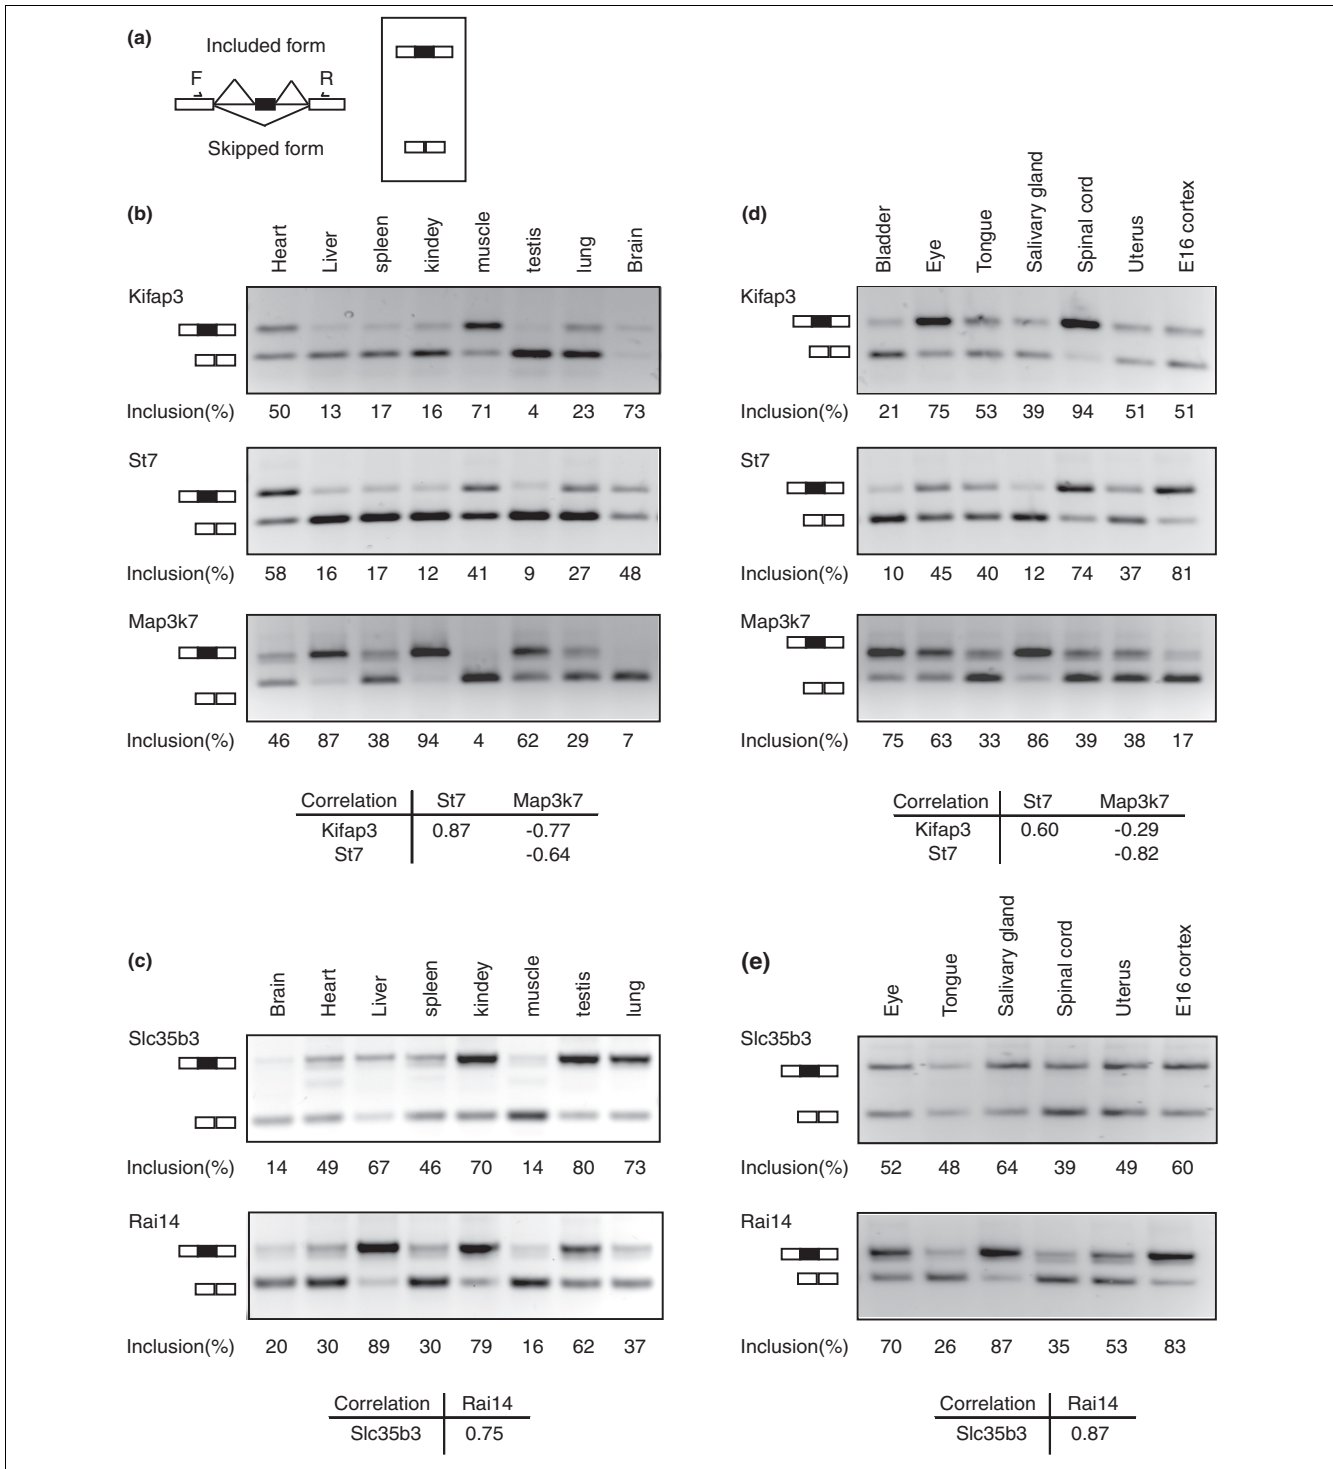 (a)
Included form
F R
Skipped form
(b)
Heart Liver spleen kindey muscle testis lung Brain
Kifap3
Inclusion(%) 50 13 17 16 71 4 23 73
St7
Inclusion(%) 58 16 17 12 41 9 27 48
Map3k7
Inclusion(%) 46 87 38 94 4 62 29 7
Correlation St7 Map3k7
Kifap3 0.87 -0.77
St7 -0.64
(d)
Bladder Eye Tongue Salivary gland Spinal cord Uterus E16 cortex
Kifap3
Inclusion(%) 21 75 53 39 94 51 51
St7
Inclusion(%) 10 45 40 12 74 37 81
Map3k7
Inclusion(%) 75 63 33 86 39 38 17
Correlation St7 Map3k7
Kifap3 0.60 -0.29
St7 -0.82
(c)
Brain Heart Liver spleen kindey muscle testis lung
Slc35b3
Inclusion(%) 14 49 67 46 70 14 80 73
Rai14
Inclusion(%) 20 30 89 30 79 16 62 37
Correlation Rai14
Slc35b3 0.75
(e)
Eye Tongue Salivary gland Spinal cord Uterus E16 cortex
Slc35b3
Inclusion(%) 52 48 64 39 49 60
Rai14
Inclusion(%) 70 26 87 35 53 83
Correlation Rai14
Slc35b3 0.87